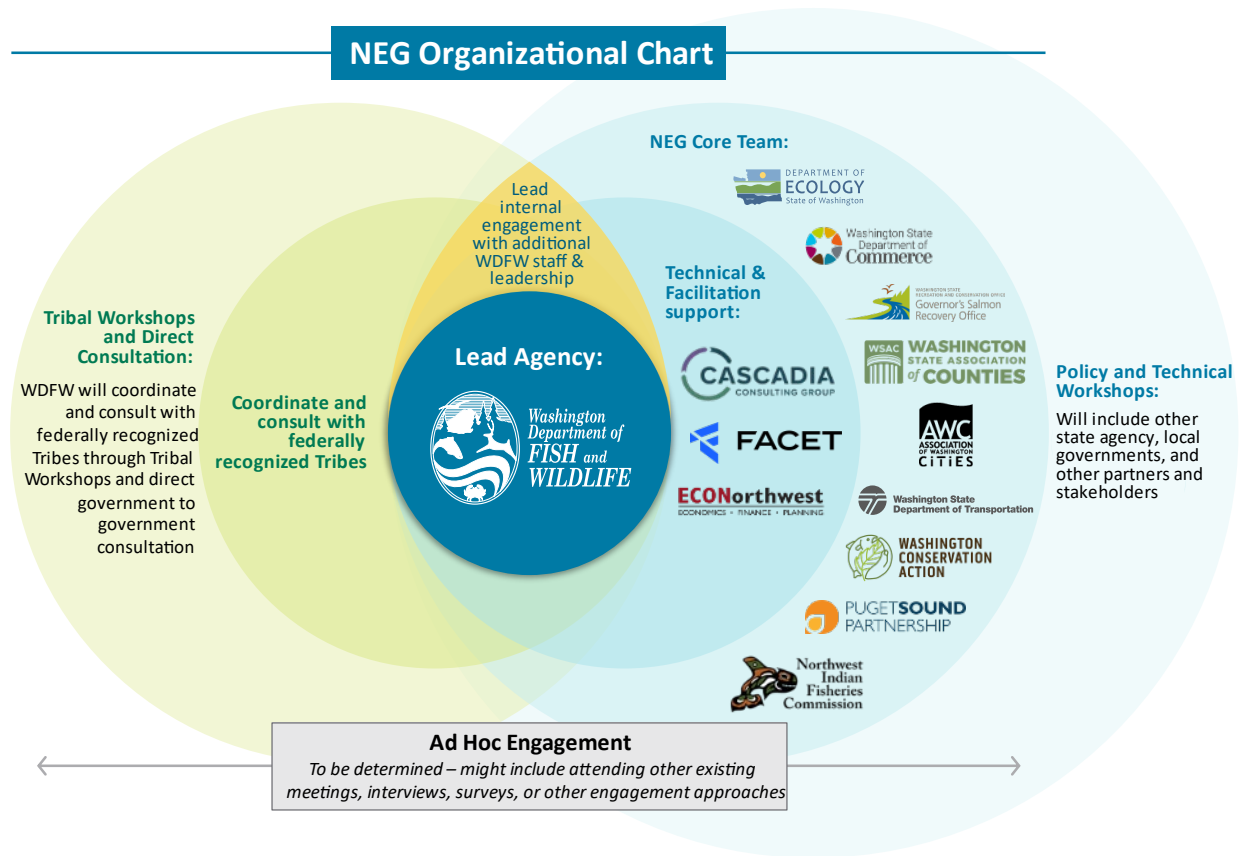 NEG Organizational Chart
NEG Core Team:
DEPARTMENT OF
ECOLOGY
State of Washington
Washington State
Department of
Commerce
WASHINGTON STATE
RECREATION AND CONSERVATION OFFICE
Governor's Salmon
Recovery Office
WSAC
WASHINGTON
STATE ASSOCIATION
of COUNTIES
AWC
ASSOCIATION
OF WASHINGTON
CITIES
Washington State
Department of Transportation
WASHINGTON
CONSERVATION
ACTION
PUGETSOUND
PARTNERSHIP
Northwest
Indian
Fisheries
Commission
Lead
internal
engagement
with additional
WDFW staff &
leadership
Technical &
Facilitation
support:
CASCADIA
CONSULTING GROUP
FACET
ECONorthwest
ECONOMICS • FINANCE • PLANNING
Lead Agency:
Washington
Department of
FISH and
WILDLIFE
Tribal Workshops
and Direct
Consultation:
WDFW will coordinate
and consult with
federally recognized
Tribes through Tribal
Workshops and direct
government to
government
consultation
Coordinate and
consult with
federally
recognized Tribes
Policy and Technical
Workshops:
Will include other
state agency, local
governments, and
other partners and
stakeholders
Ad Hoc Engagement
To be determined – might include attending other existing
meetings, interviews, surveys, or other engagement approaches